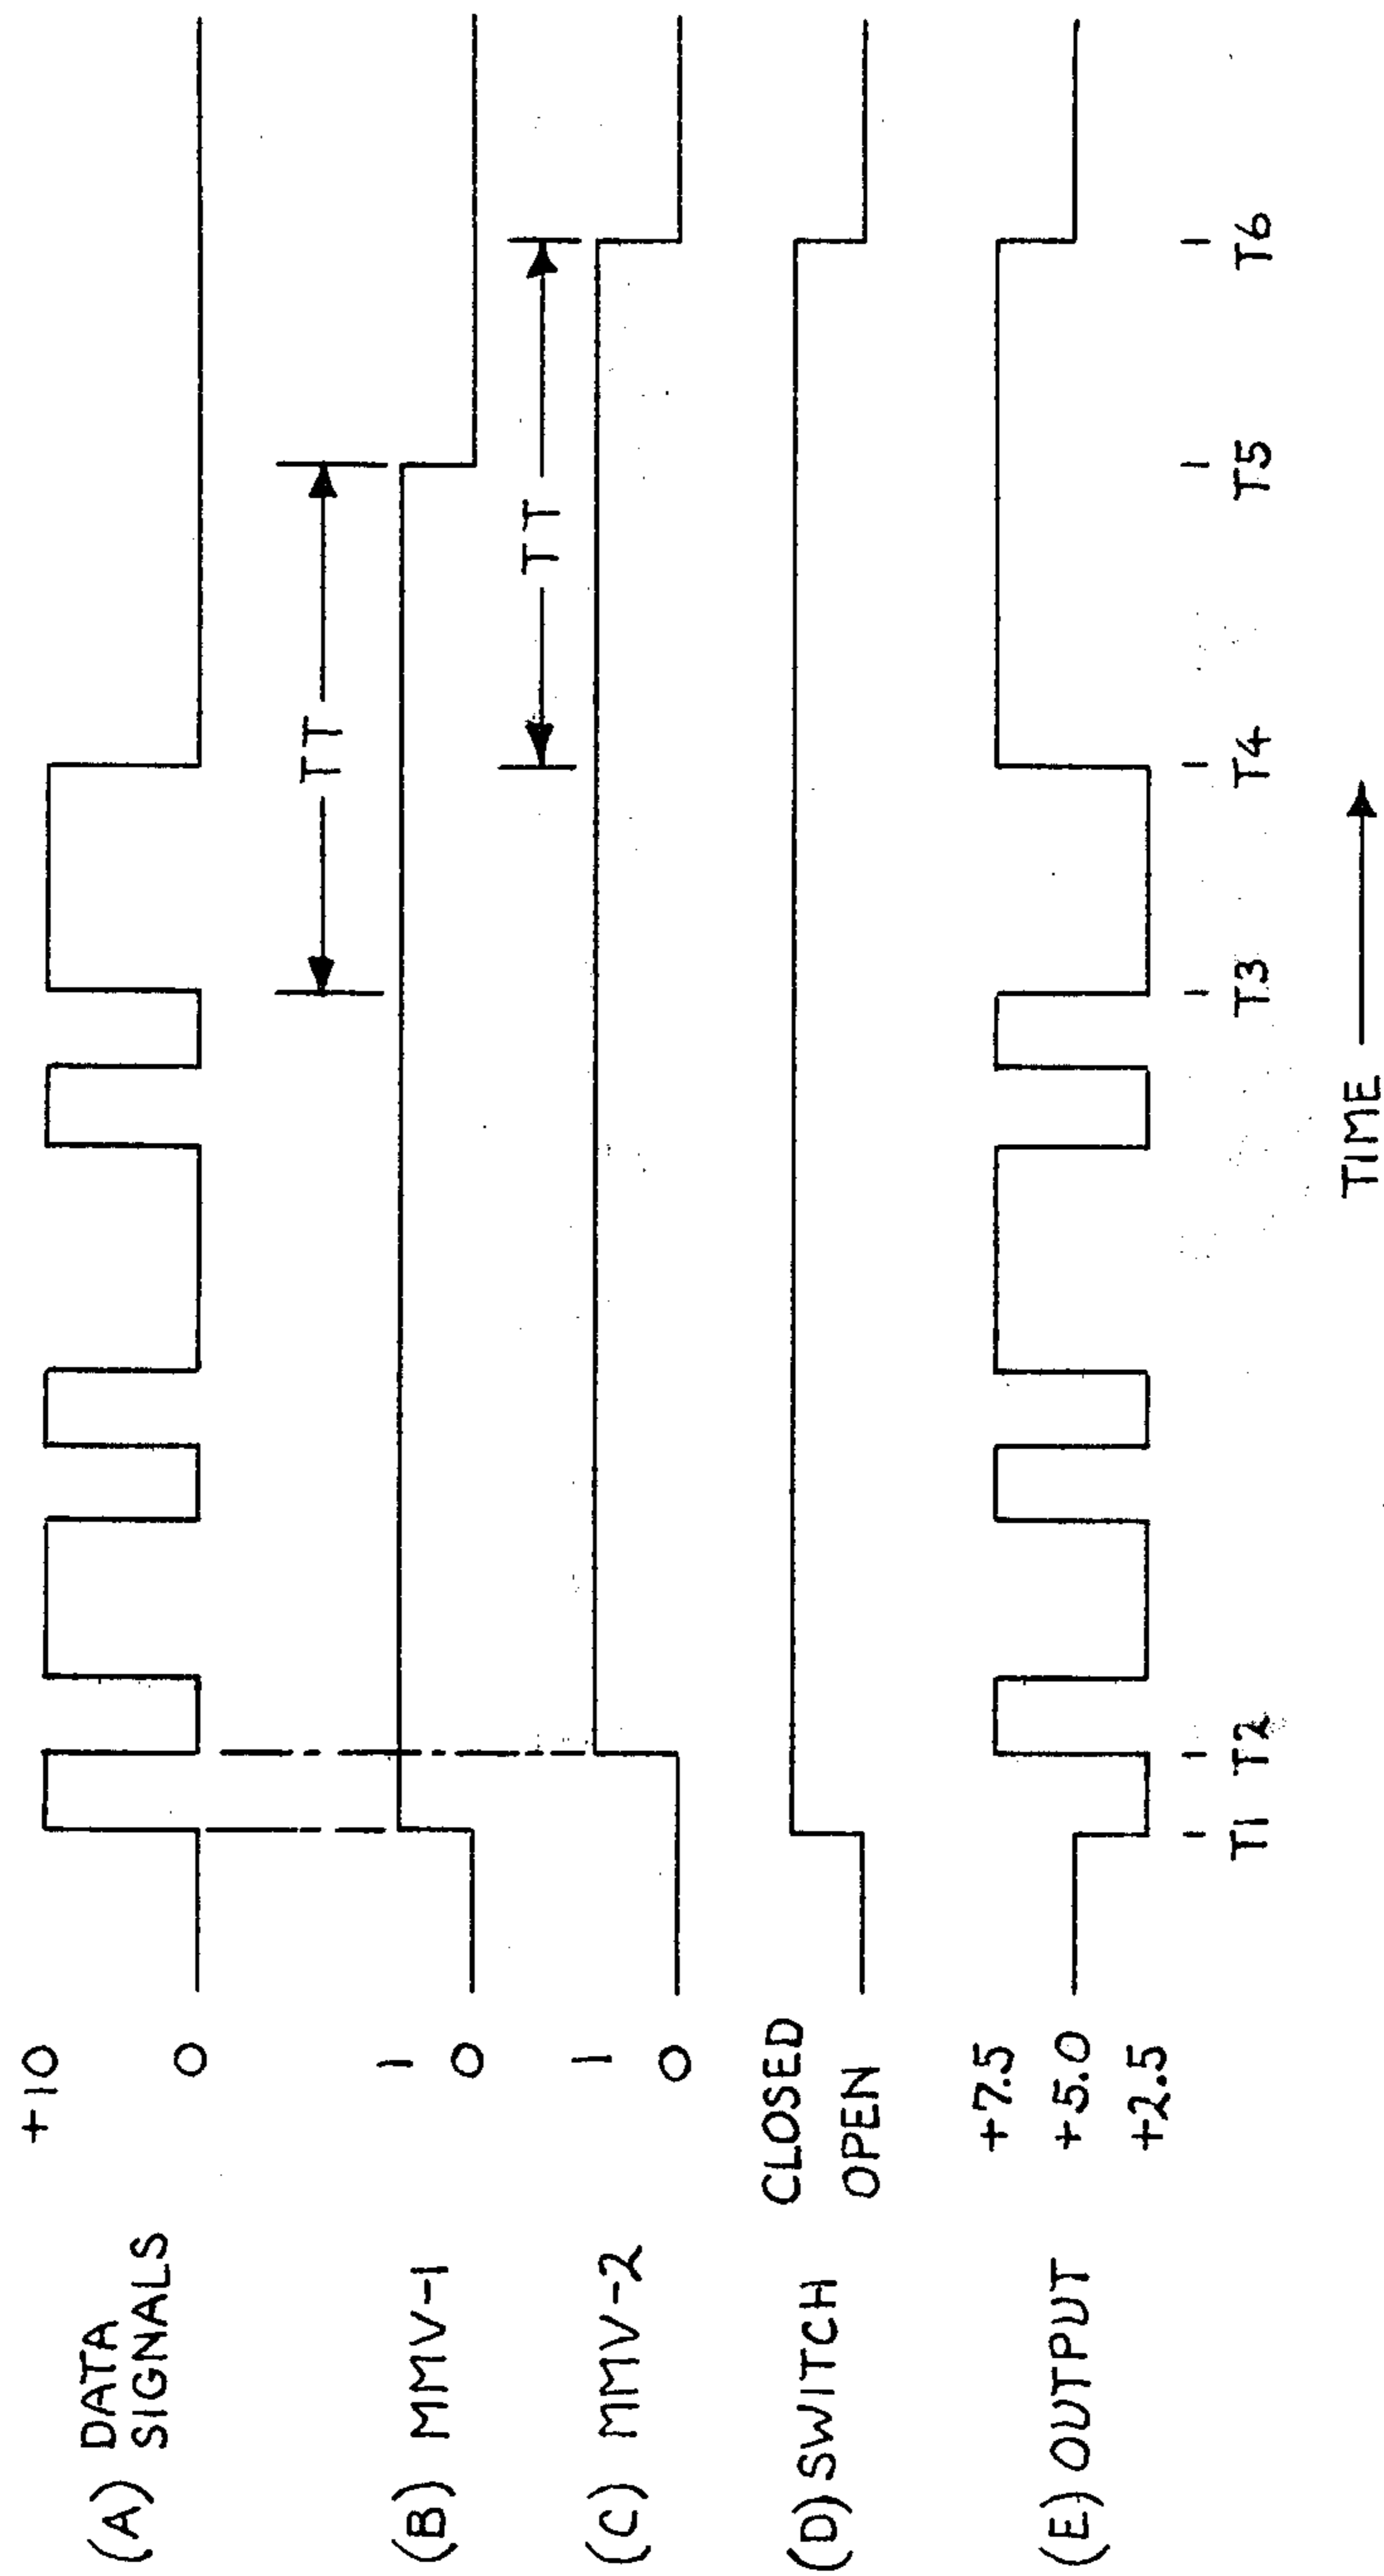 (A) DATA
SIGNALS
+10
0
(B) MMV-1
1
0
TT
(C) MMV-2
1
0
TT
(D) SWITCH
CLOSED
OPEN
(E) OUTPUT
+7.5
+5.0
+2.5
T1 T2 T3 T4 T5 T6
TIME